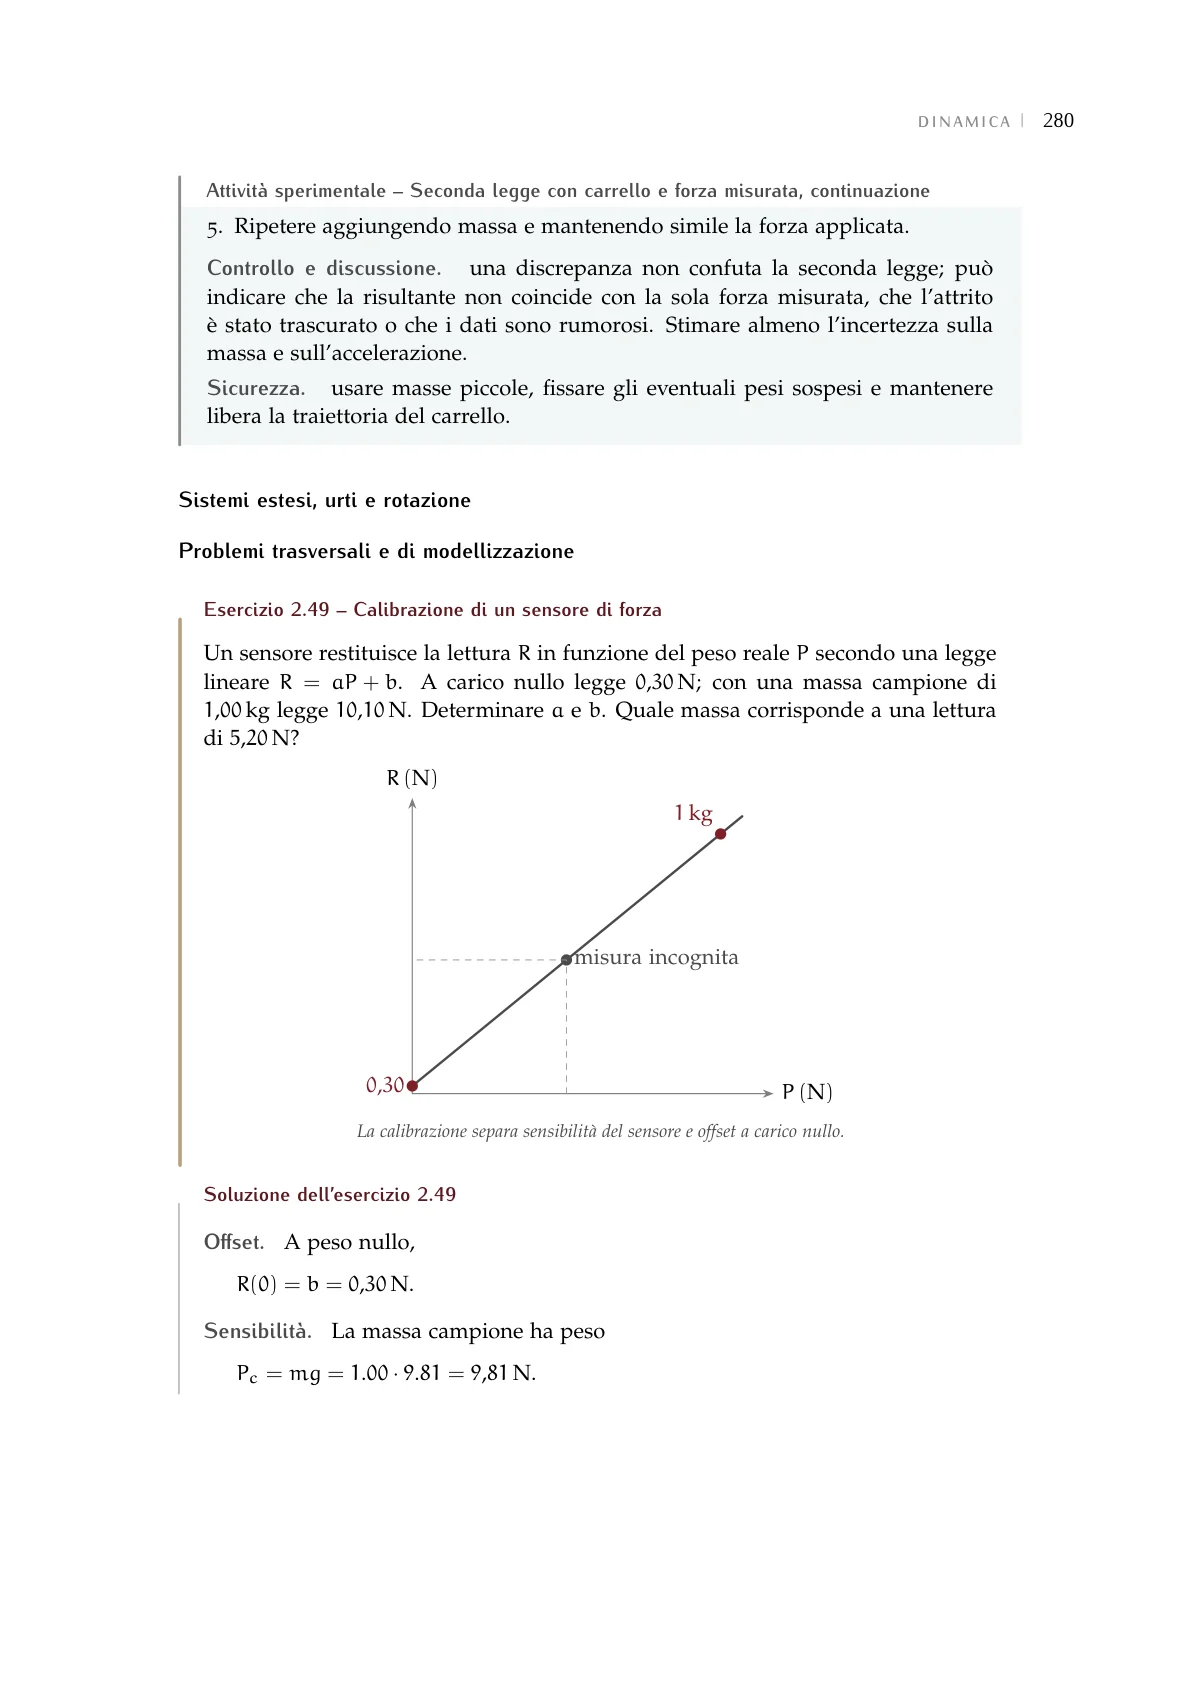 DINAMICA | 280
Attività sperimentale – Seconda legge con carrello e forza misurata, continuazione
5. Ripetere aggiungendo massa e mantenendo simile la forza applicata.
Controllo e discussione. una discrepanza non confuta la seconda legge; può
indicare che la risultante non coincide con la sola forza misurata, che l'attrito
è stato trascurato o che i dati sono rumorosi. Stimare almeno l'incertezza sulla
massa e sull'accelerazione.
Sicurezza. usare masse piccole, fissare gli eventuali pesi sospesi e mantenere
libera la traiettoria del carrello.
Sistemi estesi, urti e rotazione
Problemi trasversali e di modellizzazione
Esercizio 2.49 – Calibrazione di un sensore di forza
Un sensore restituisce la lettura R in funzione del peso reale P secondo una legge
lineare R = aP + b. A carico nullo legge 0,30 N; con una massa campione di
1,00 kg legge 10,10 N. Determinare a e b. Quale massa corrisponde a una lettura
di 5,20 N?
R (N)
1 kg
misura incognita
0,30
P (N)
La calibrazione separa sensibilità del sensore e offset a carico nullo.
Soluzione dell'esercizio 2.49
Offset. A peso nullo,
R(0) = b = 0,30 N.
Sensibilità. La massa campione ha peso
Pc = mg = 1.00 · 9.81 = 9,81 N.